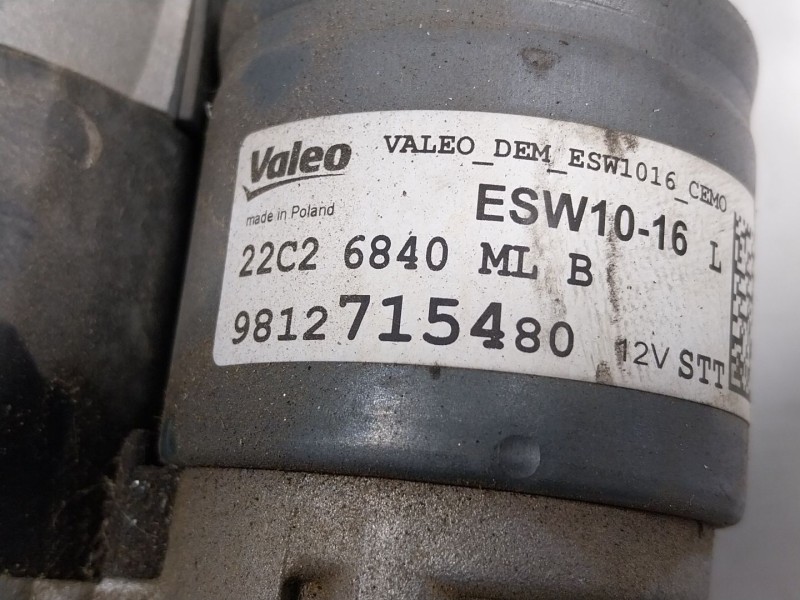 Valeo VALEO_DEM_ESW1016_CEMO
made in Poland ESW10-16 L
22C2 6840 ML B
9812715480 12V STT